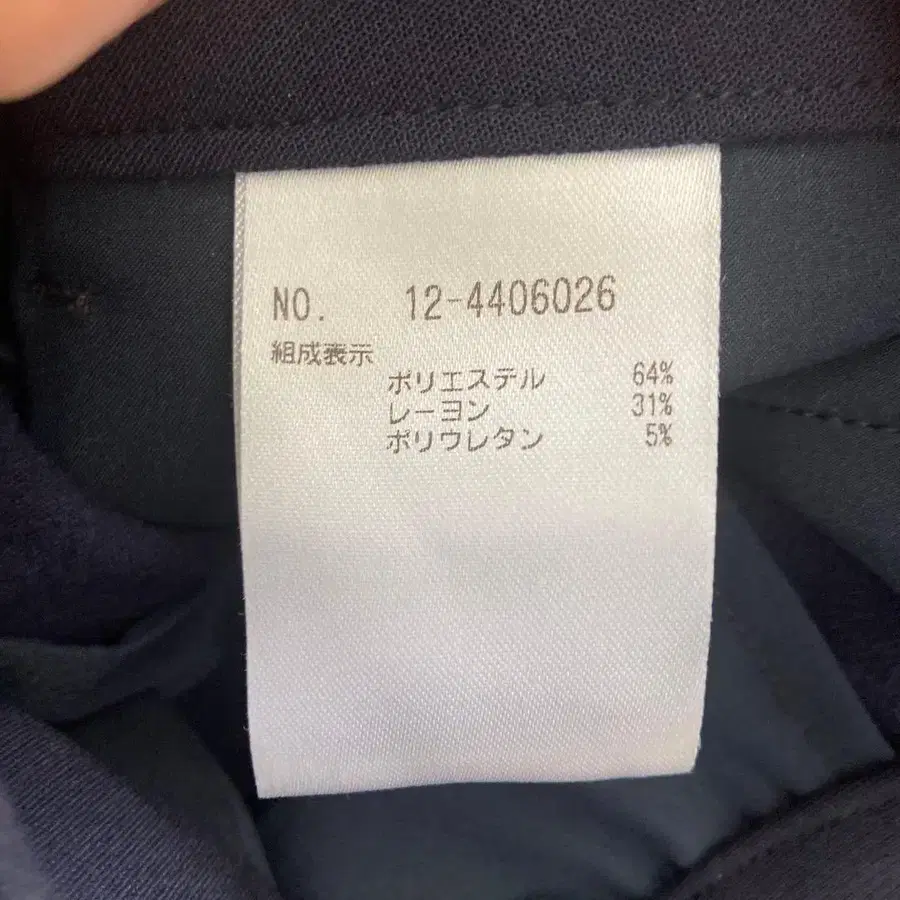 NO. 12-4406026
組成表示
ポリエステル 64%
レーヨン 31%
ポリウレタン 5%